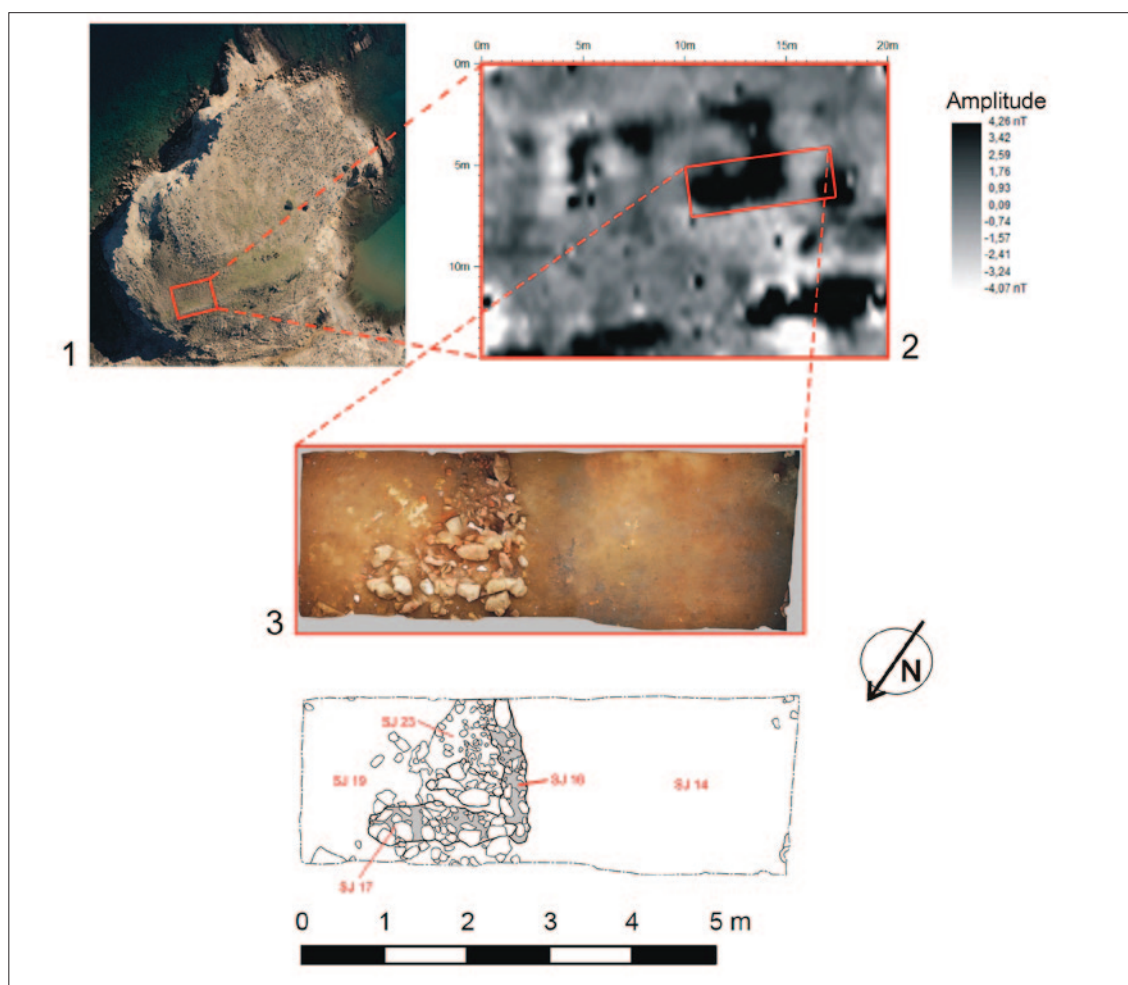 0m 5m 10m 15m 20m
0m
5m
10m
Amplitude
4,26 nT
3,42
2,59
1,76
0,93
0,09
-0,74
-1,57
-2,41
-3,24
-4,07 nT
1
2
3
N
SJ 23
SJ 19
SJ 16
SJ 14
SJ 17
0 1 2 3 4 5 m